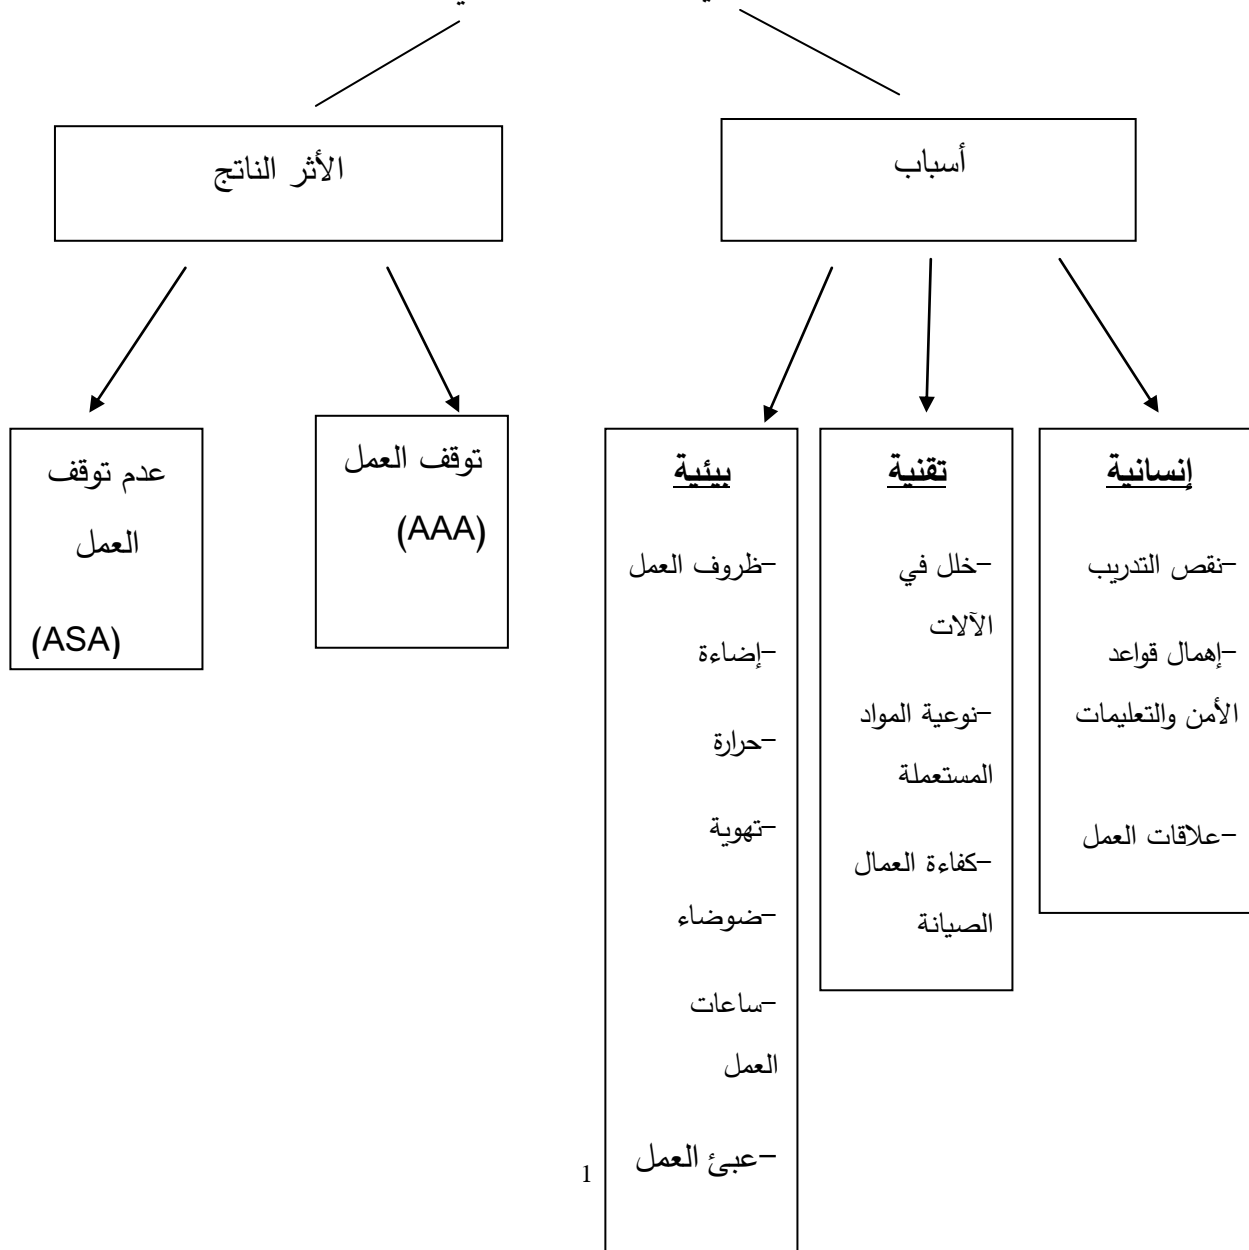 أسباب
الأثر الناتج
إنسانية
-نقص التدريب
-إهمال قواعد
الأمن والتعليمات
-علاقات العمل
تقنية
-خلل في
الآلات
-نوعية المواد
المستعملة
-كفاءة العمال
الصيانة
بيئية
-ظروف العمل
-إضاءة
-حرارة
-تهوية
-ضوضاء
-ساعات
العمل
-عبئ العمل
توقف العمل
(AAA)
عدم توقف
العمل
(ASA)
1